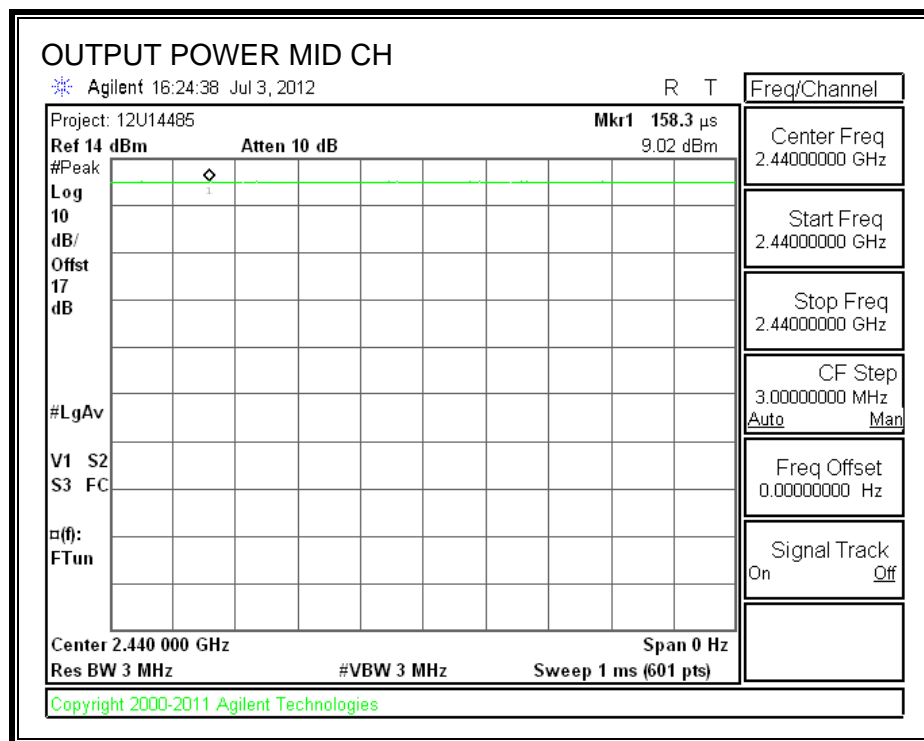 OUTPUT POWER MID CH
Agilent 16:24:38 Jul 3, 2012 R T
Project: 12U14485 Mkr1 158.3 µs
Ref 14 dBm Atten 10 dB 9.02 dBm
#Peak
Log
10
dB/
Offst
17
dB
1
#LgAv
V1 S2
S3 FC
¤(f):
FTun
Center 2.440 000 GHz Span 0 Hz
Res BW 3 MHz #VBW 3 MHz Sweep 1 ms (601 pts)
Copyright 2000-2011 Agilent Technologies
Freq/Channel
Center Freq
2.44000000 GHz
Start Freq
2.44000000 GHz
Stop Freq
2.44000000 GHz
CF Step
3.00000000 MHz
Auto Man
Freq Offset
0.00000000 Hz
Signal Track
On Off